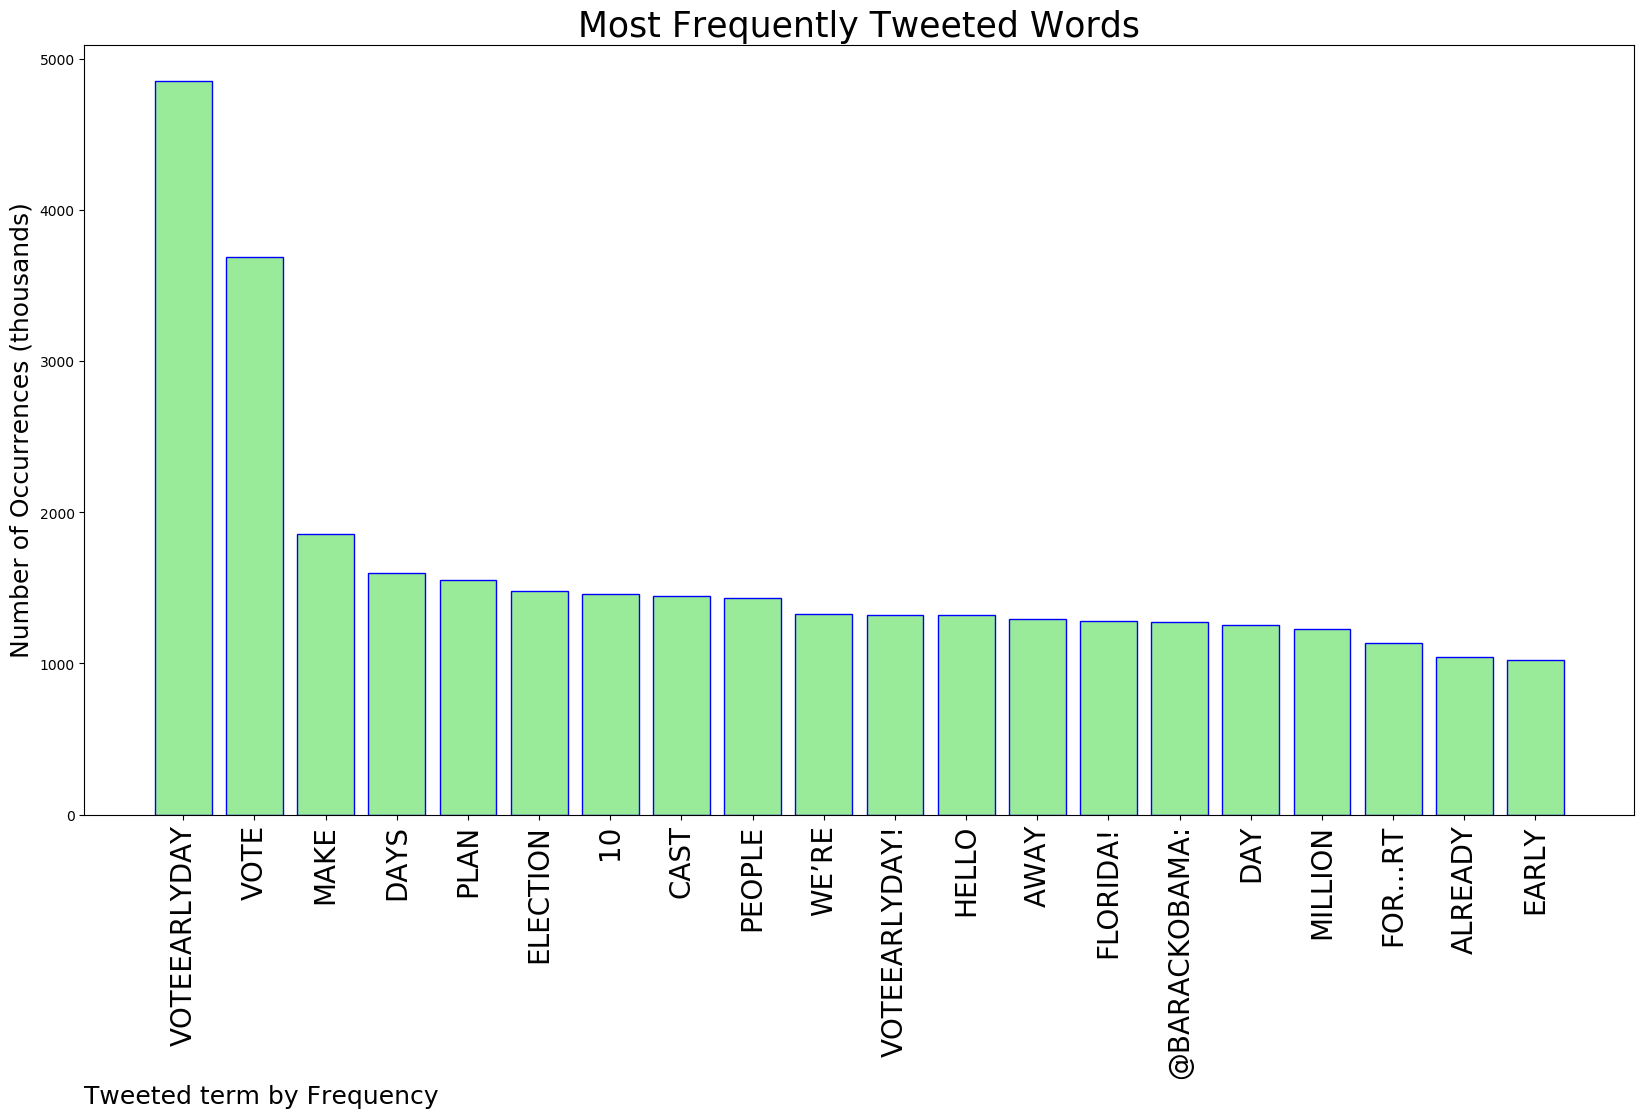 Most Frequently Tweeted Words
Number of Occurrences (thousands)
5000
4000
3000
2000
1000
0
VOTEEARLYDAY
VOTE
MAKE
DAYS
PLAN
ELECTION
10
CAST
PEOPLE
WE’RE
VOTEEARLYDAY!
HELLO
AWAY
FLORIDA!
@BARACKOBAMA:
DAY
MILLION
FOR…RT
ALREADY
EARLY
Tweeted term by Frequency